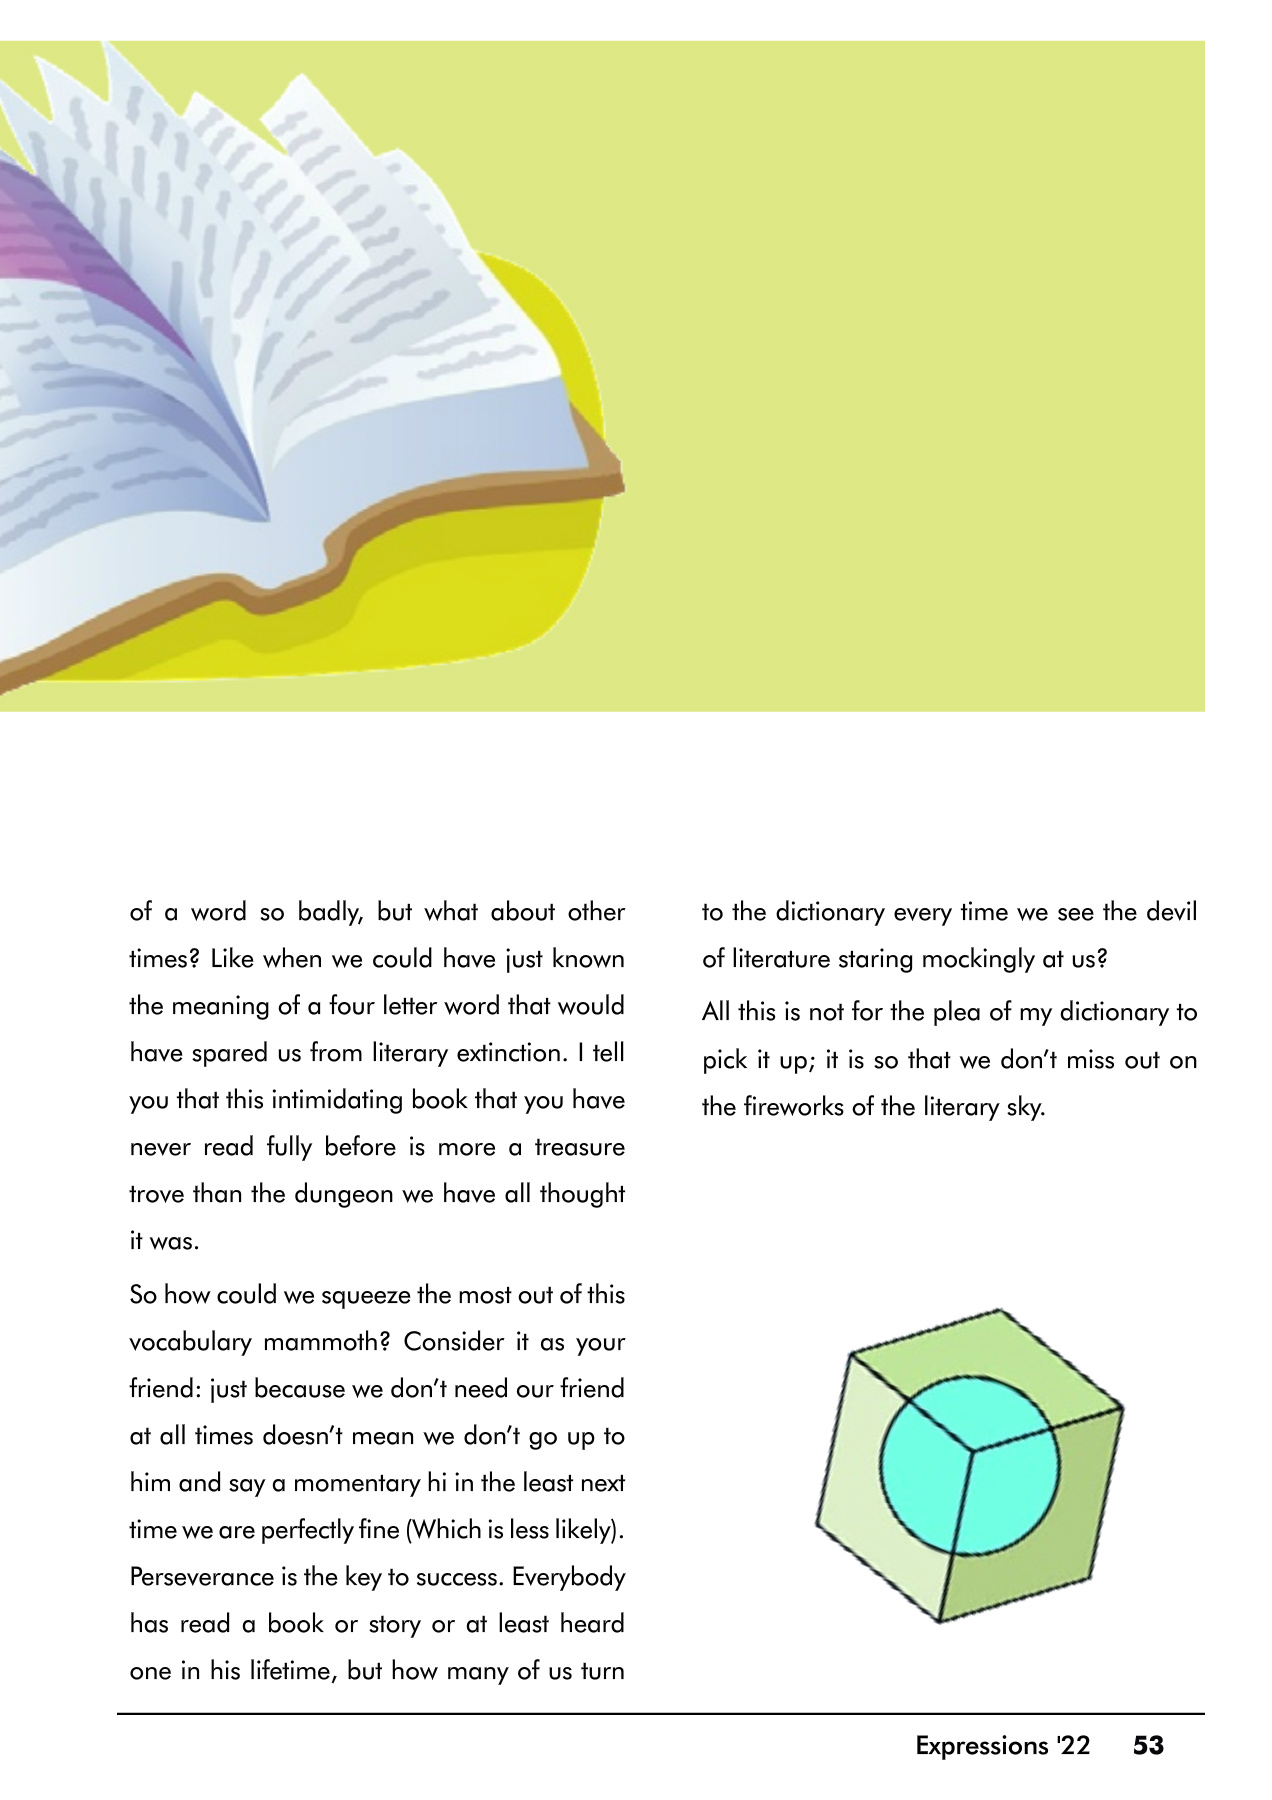 of a word so badly, but what about other
times? Like when we could have just known
the meaning of a four letter word that would
have spared us from literary extinction. I tell
you that this intimidating book that you have
never read fully before is more a treasure
trove than the dungeon we have all thought
it was.
So how could we squeeze the most out of this
vocabulary mammoth? Consider it as your
friend: just because we don't need our friend
at all times doesn't mean we don't go up to
him and say a momentary hi in the least next
time we are perfectly fine (Which is less likely).
Perseverance is the key to success. Everybody
has read a book or story or at least heard
one in his lifetime, but how many of us turn
to the dictionary every time we see the devil
of literature staring mockingly at us?
All this is not for the plea of my dictionary to
pick it up; it is so that we don't miss out on
the fireworks of the literary sky.
Expressions '22 53